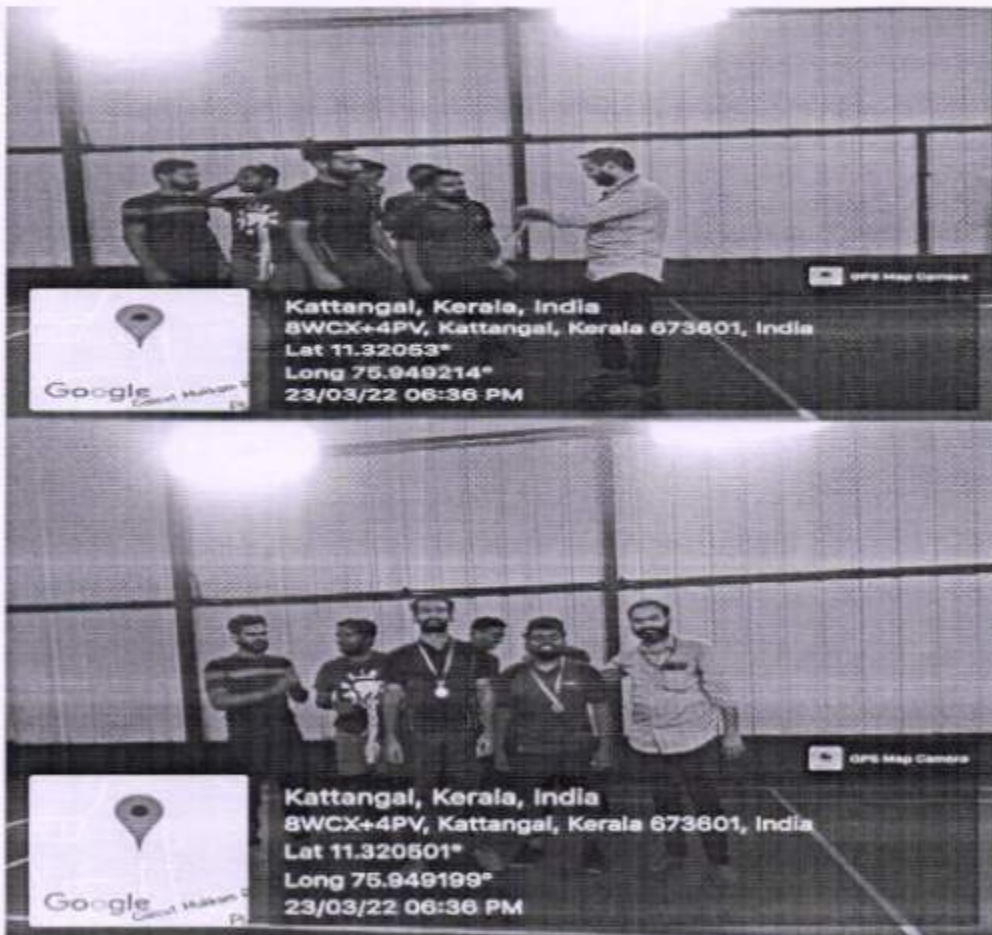 GPS Map Camera
Kattangal, Kerala, India
8WCX+4PV, Kattangal, Kerala 673601, India
Lat 11.32053°
Long 75.949214°
23/03/22 06:36 PM
Google
GPS Map Camera
Kattangal, Kerala, India
8WCX+4PV, Kattangal, Kerala 673601, India
Lat 11.320501°
Long 75.949199°
23/03/22 06:36 PM
Google